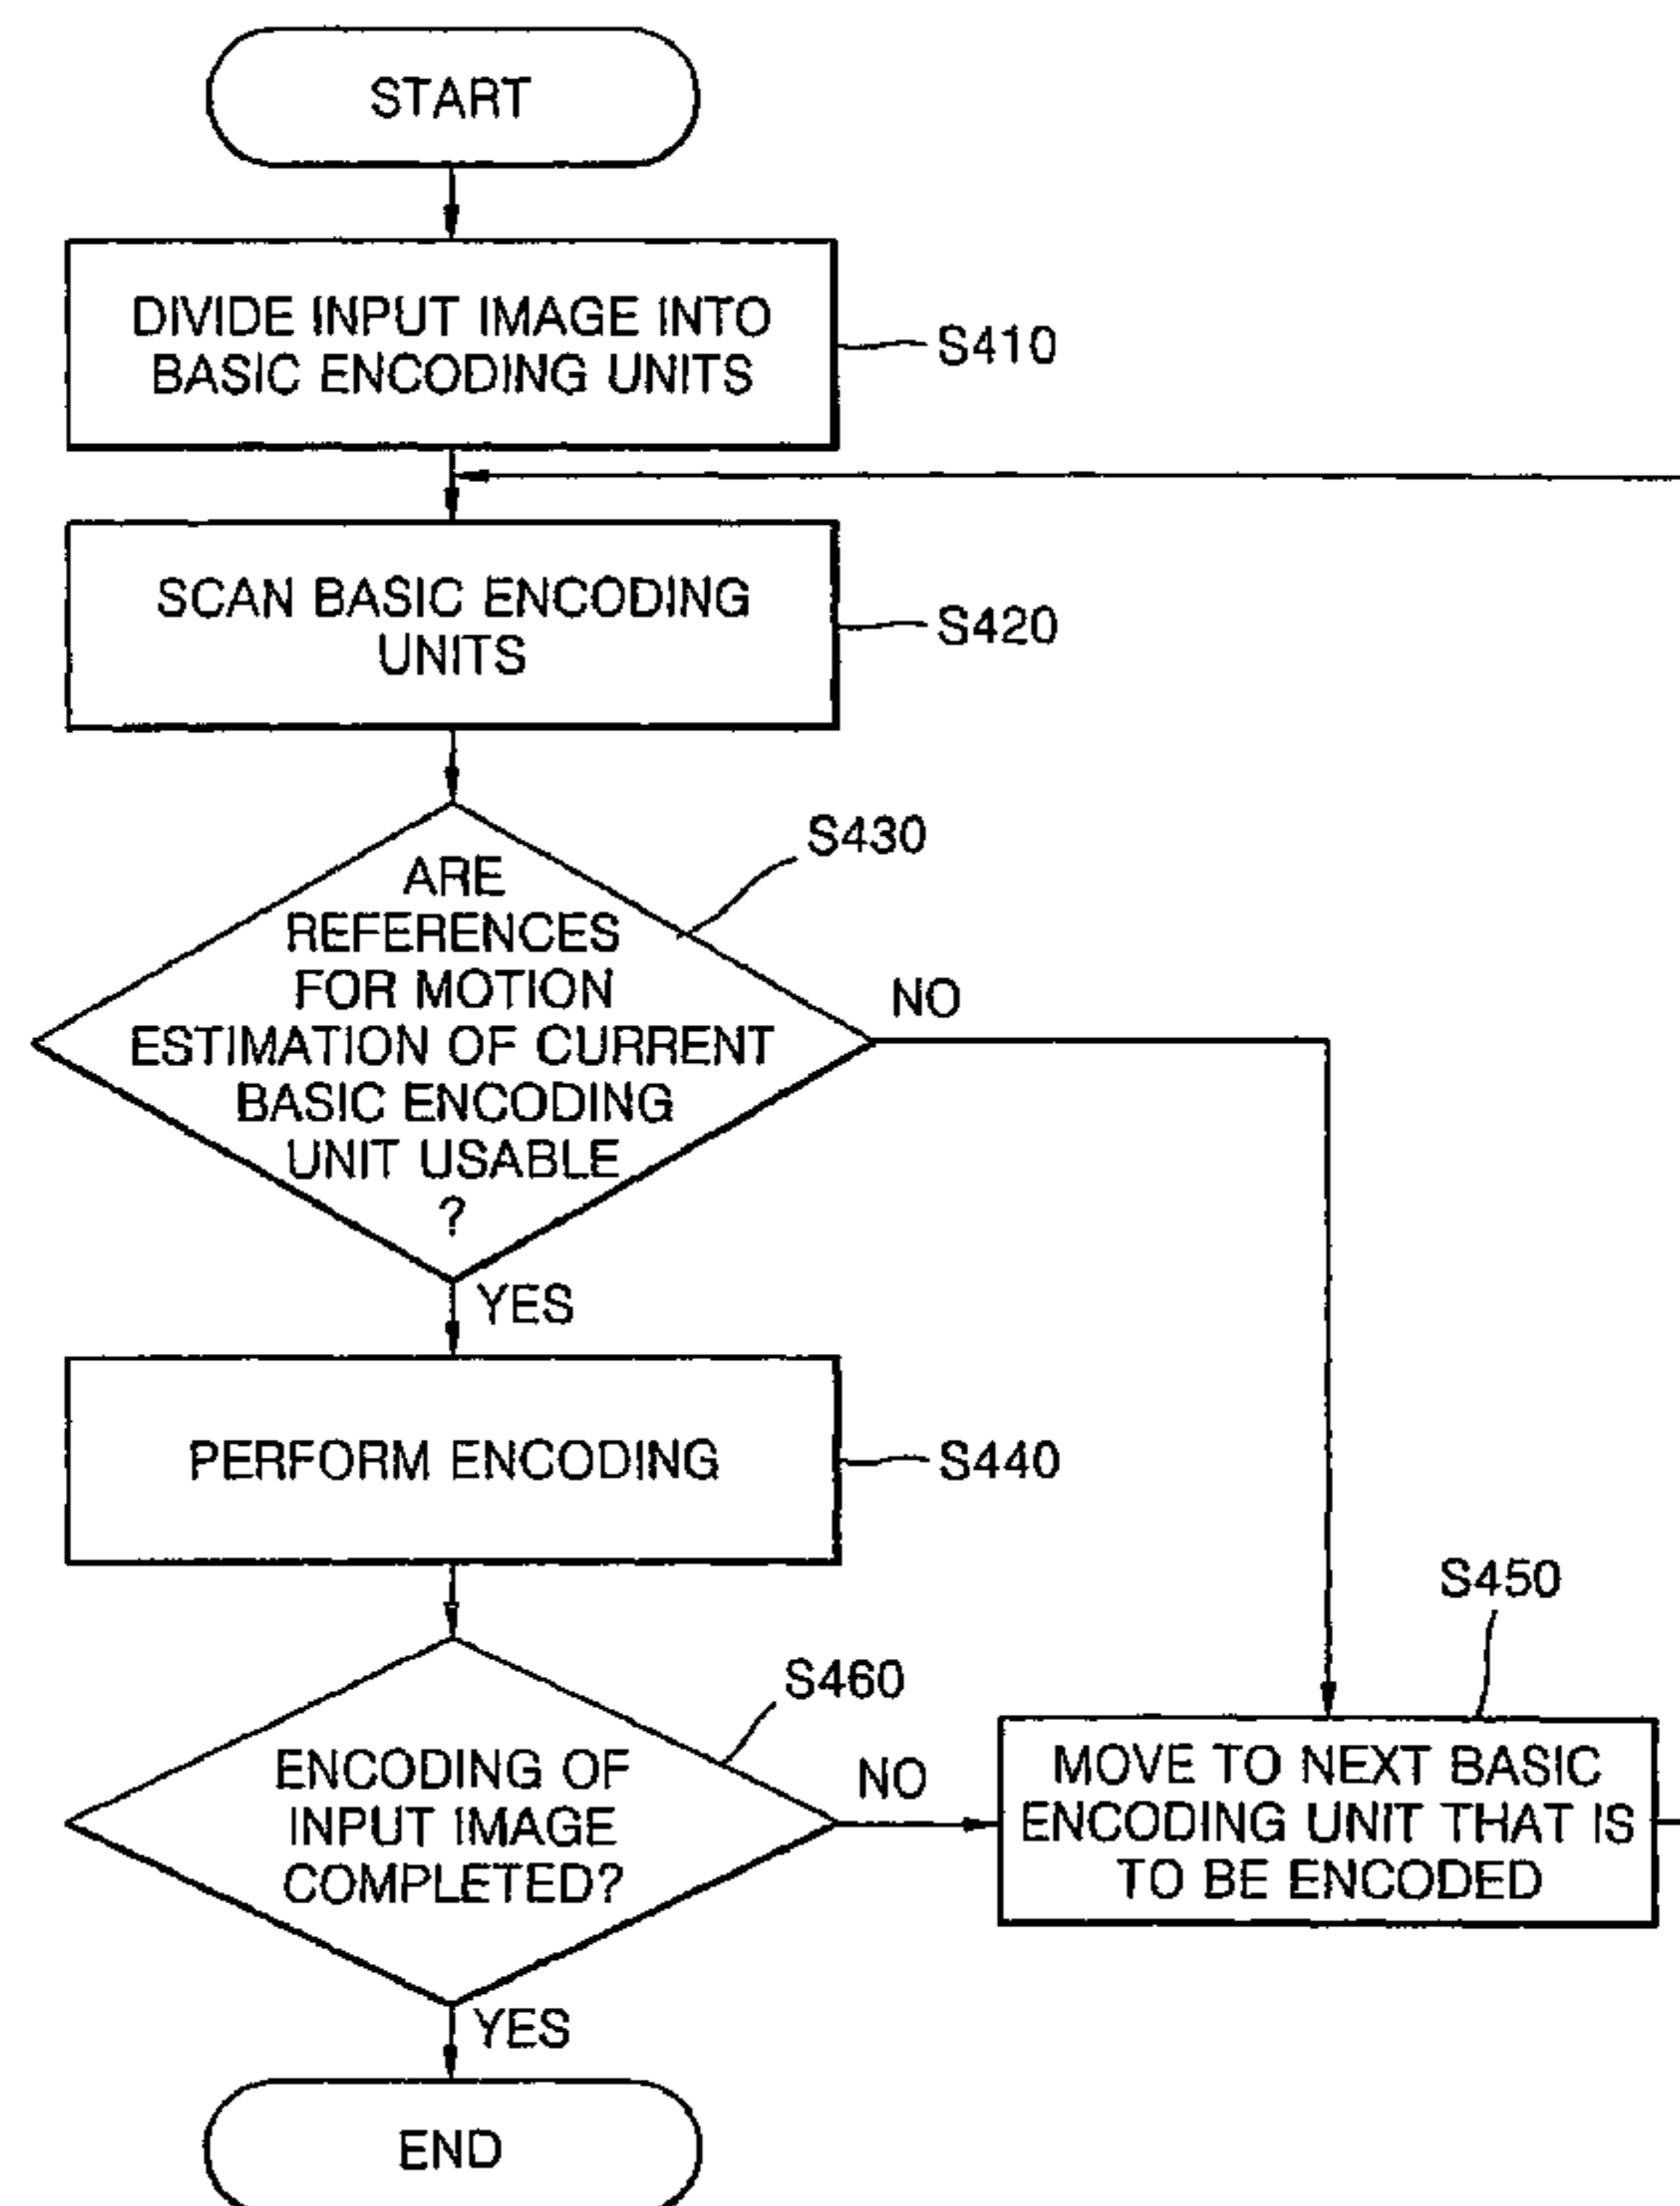 START
DIVIDE INPUT IMAGE INTO
BASIC ENCODING UNITS
S410
SCAN BASIC ENCODING
UNITS
S420
S430
ARE
REFERENCES
FOR MOTION
ESTIMATION OF CURRENT
BASIC ENCODING
UNIT USABLE
?
NO
YES
PERFORM ENCODING
S440
S450
S460
ENCODING OF
INPUT IMAGE
COMPLETED?
NO
MOVE TO NEXT BASIC
ENCODING UNIT THAT IS
TO BE ENCODED
YES
END